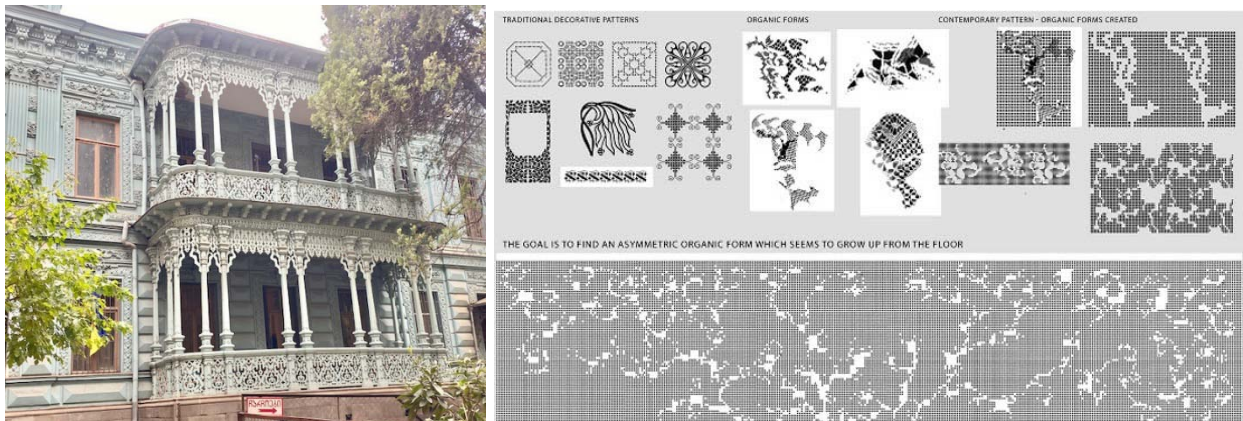 TRADITIONAL DECORATIVE PATTERNS
ORGANIC FORMS
CONTEMPORARY PATTERN - ORGANIC FORMS CREATED
THE GOAL IS TO FIND AN ASYMMETRIC ORGANIC FORM WHICH SEEMS TO GROW UP FROM THE FLOOR